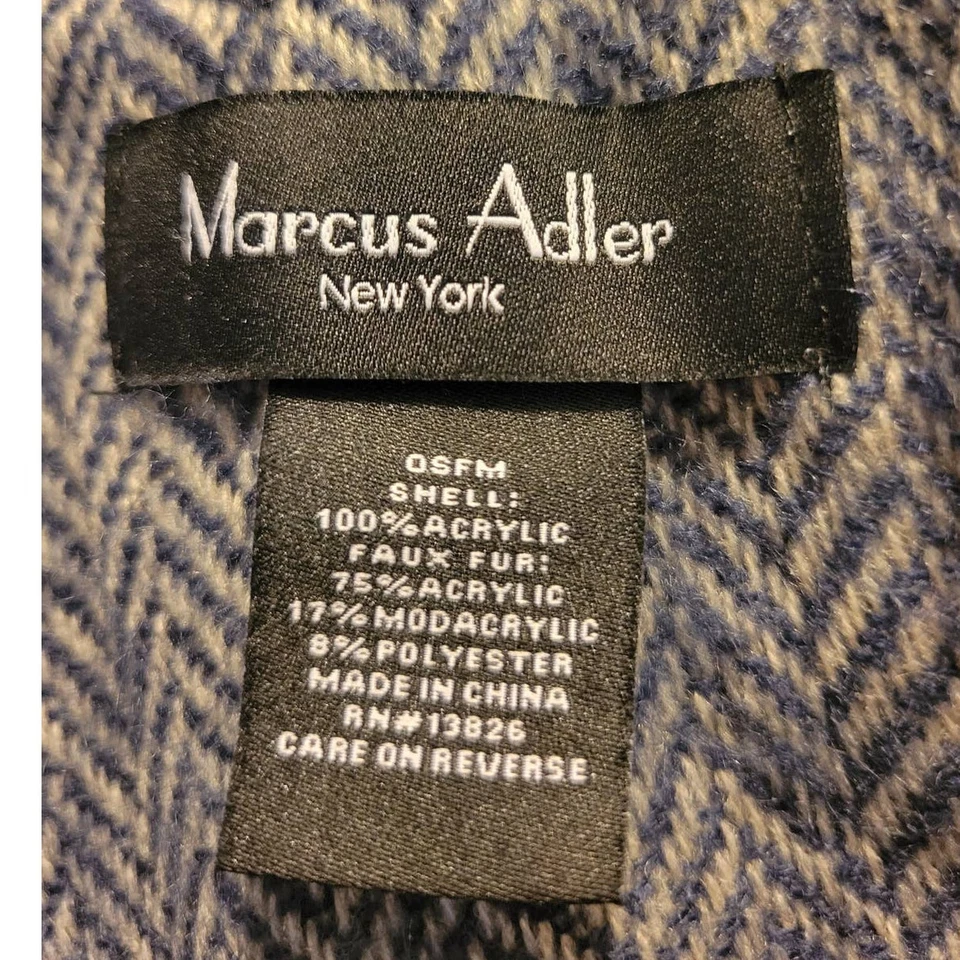 Marcus Adler
New York
OSFM
SHELL:
100% ACRYLIC
FAUX FUR:
75% ACRYLIC
17% MODACRYLIC
8% POLYESTER
MADE IN CHINA
RN#13826
CARE ON REVERSE